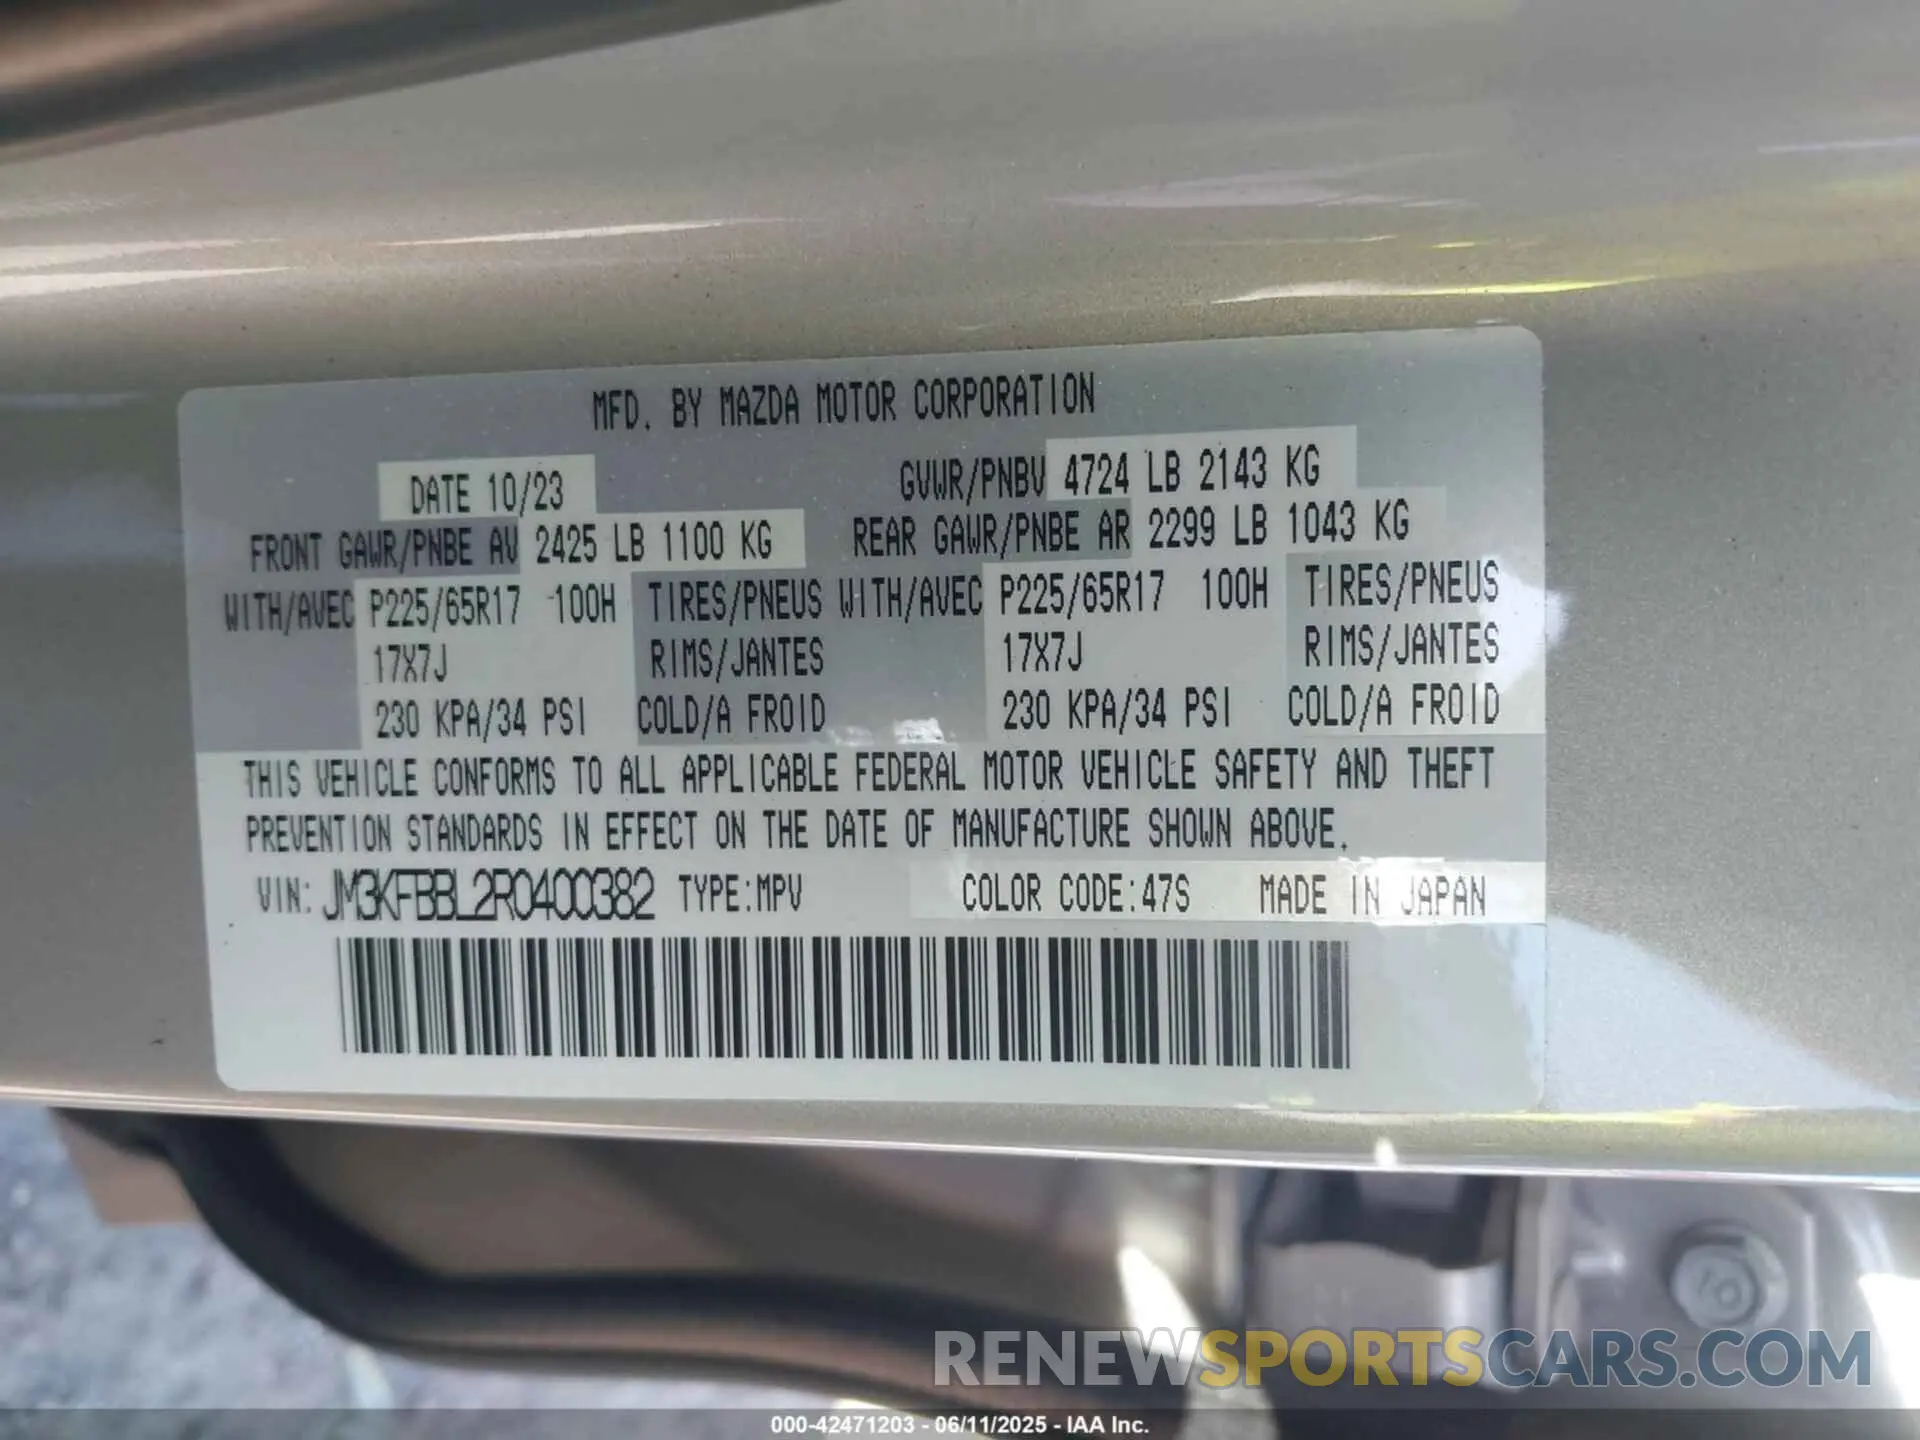 MFD. BY MAZDA MOTOR CORPORATION
DATE 10/23 GVWR/PNBV 4724 LB 2143 KG
FRONT GAWR/PNBE AV 2425 LB 1100 KG REAR GAWR/PNBE AR 2299 LB 1043 KG
WITH/AVEC P225/65R17 100H TIRES/PNEUS WITH/AVEC P225/65R17 100H TIRES/PNEUS
17X7J RIMS/JANTES 17X7J RIMS/JANTES
230 KPA/34 PSI COLD/A FROID 230 KPA/34 PSI COLD/A FROID
THIS VEHICLE CONFORMS TO ALL APPLICABLE FEDERAL MOTOR VEHICLE SAFETY AND THEFT
PREVENTION STANDARDS IN EFFECT ON THE DATE OF MANUFACTURE SHOWN ABOVE.
VIN: JM3KFBBL2R0400382 TYPE:MPV COLOR CODE:47S MADE IN JAPAN
10
RENEWSPORTSCARS.COM
000-42471203 - 06/11/2025 - IAA Inc.